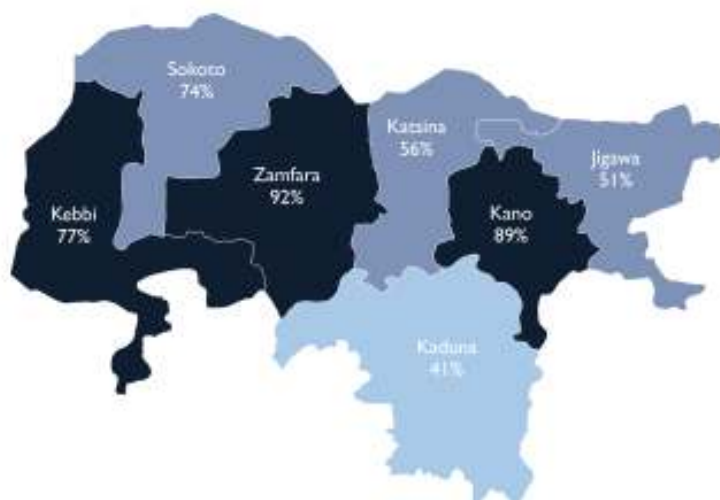 Sokoto
74%
Katsina
56%
Jigawa
51%
Zamfara
92%
Kebbi
77%
Kano
89%
Kaduna
41%